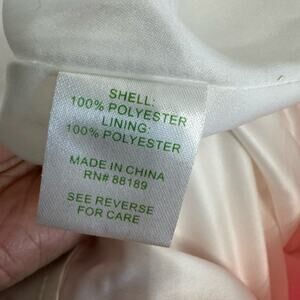 SHELL:
100% POLYESTER
LINING:
100% POLYESTER
MADE IN CHINA
RN# 88189
SEE REVERSE
FOR CARE